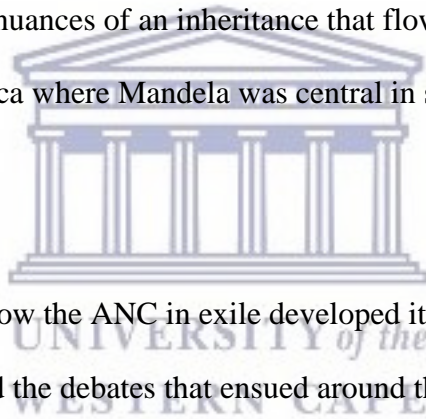 nuances of an inheritance that flow
ca where Mandela was central in s
ow the ANC in exile developed it
UNIVERSITY of the
d the debates that ensued around th
WESTERN CAPE